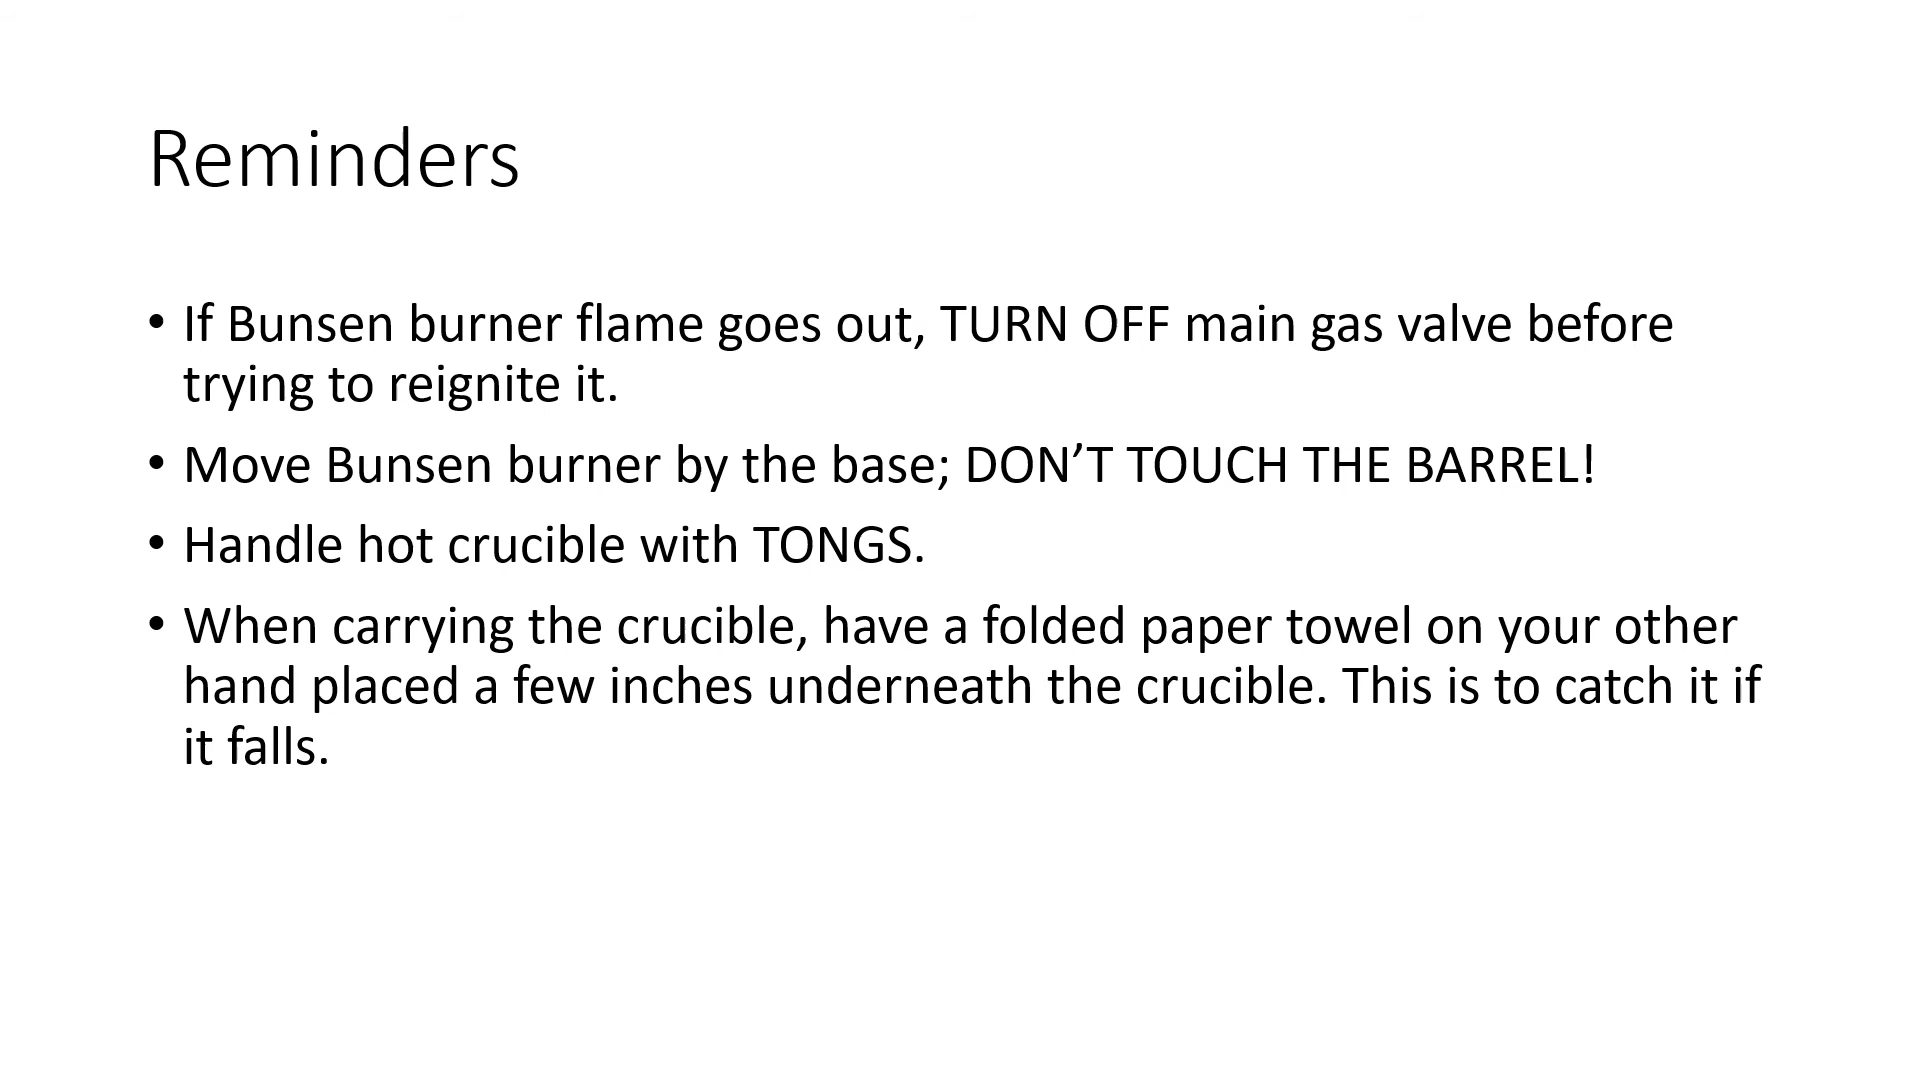 Reminders
• If Bunsen burner flame goes out, TURN OFF main gas valve before
trying to reignite it.
• Move Bunsen burner by the base; DON’T TOUCH THE BARREL!
• Handle hot crucible with TONGS.
• When carrying the crucible, have a folded paper towel on your other
hand placed a few inches underneath the crucible. This is to catch it if
it falls.